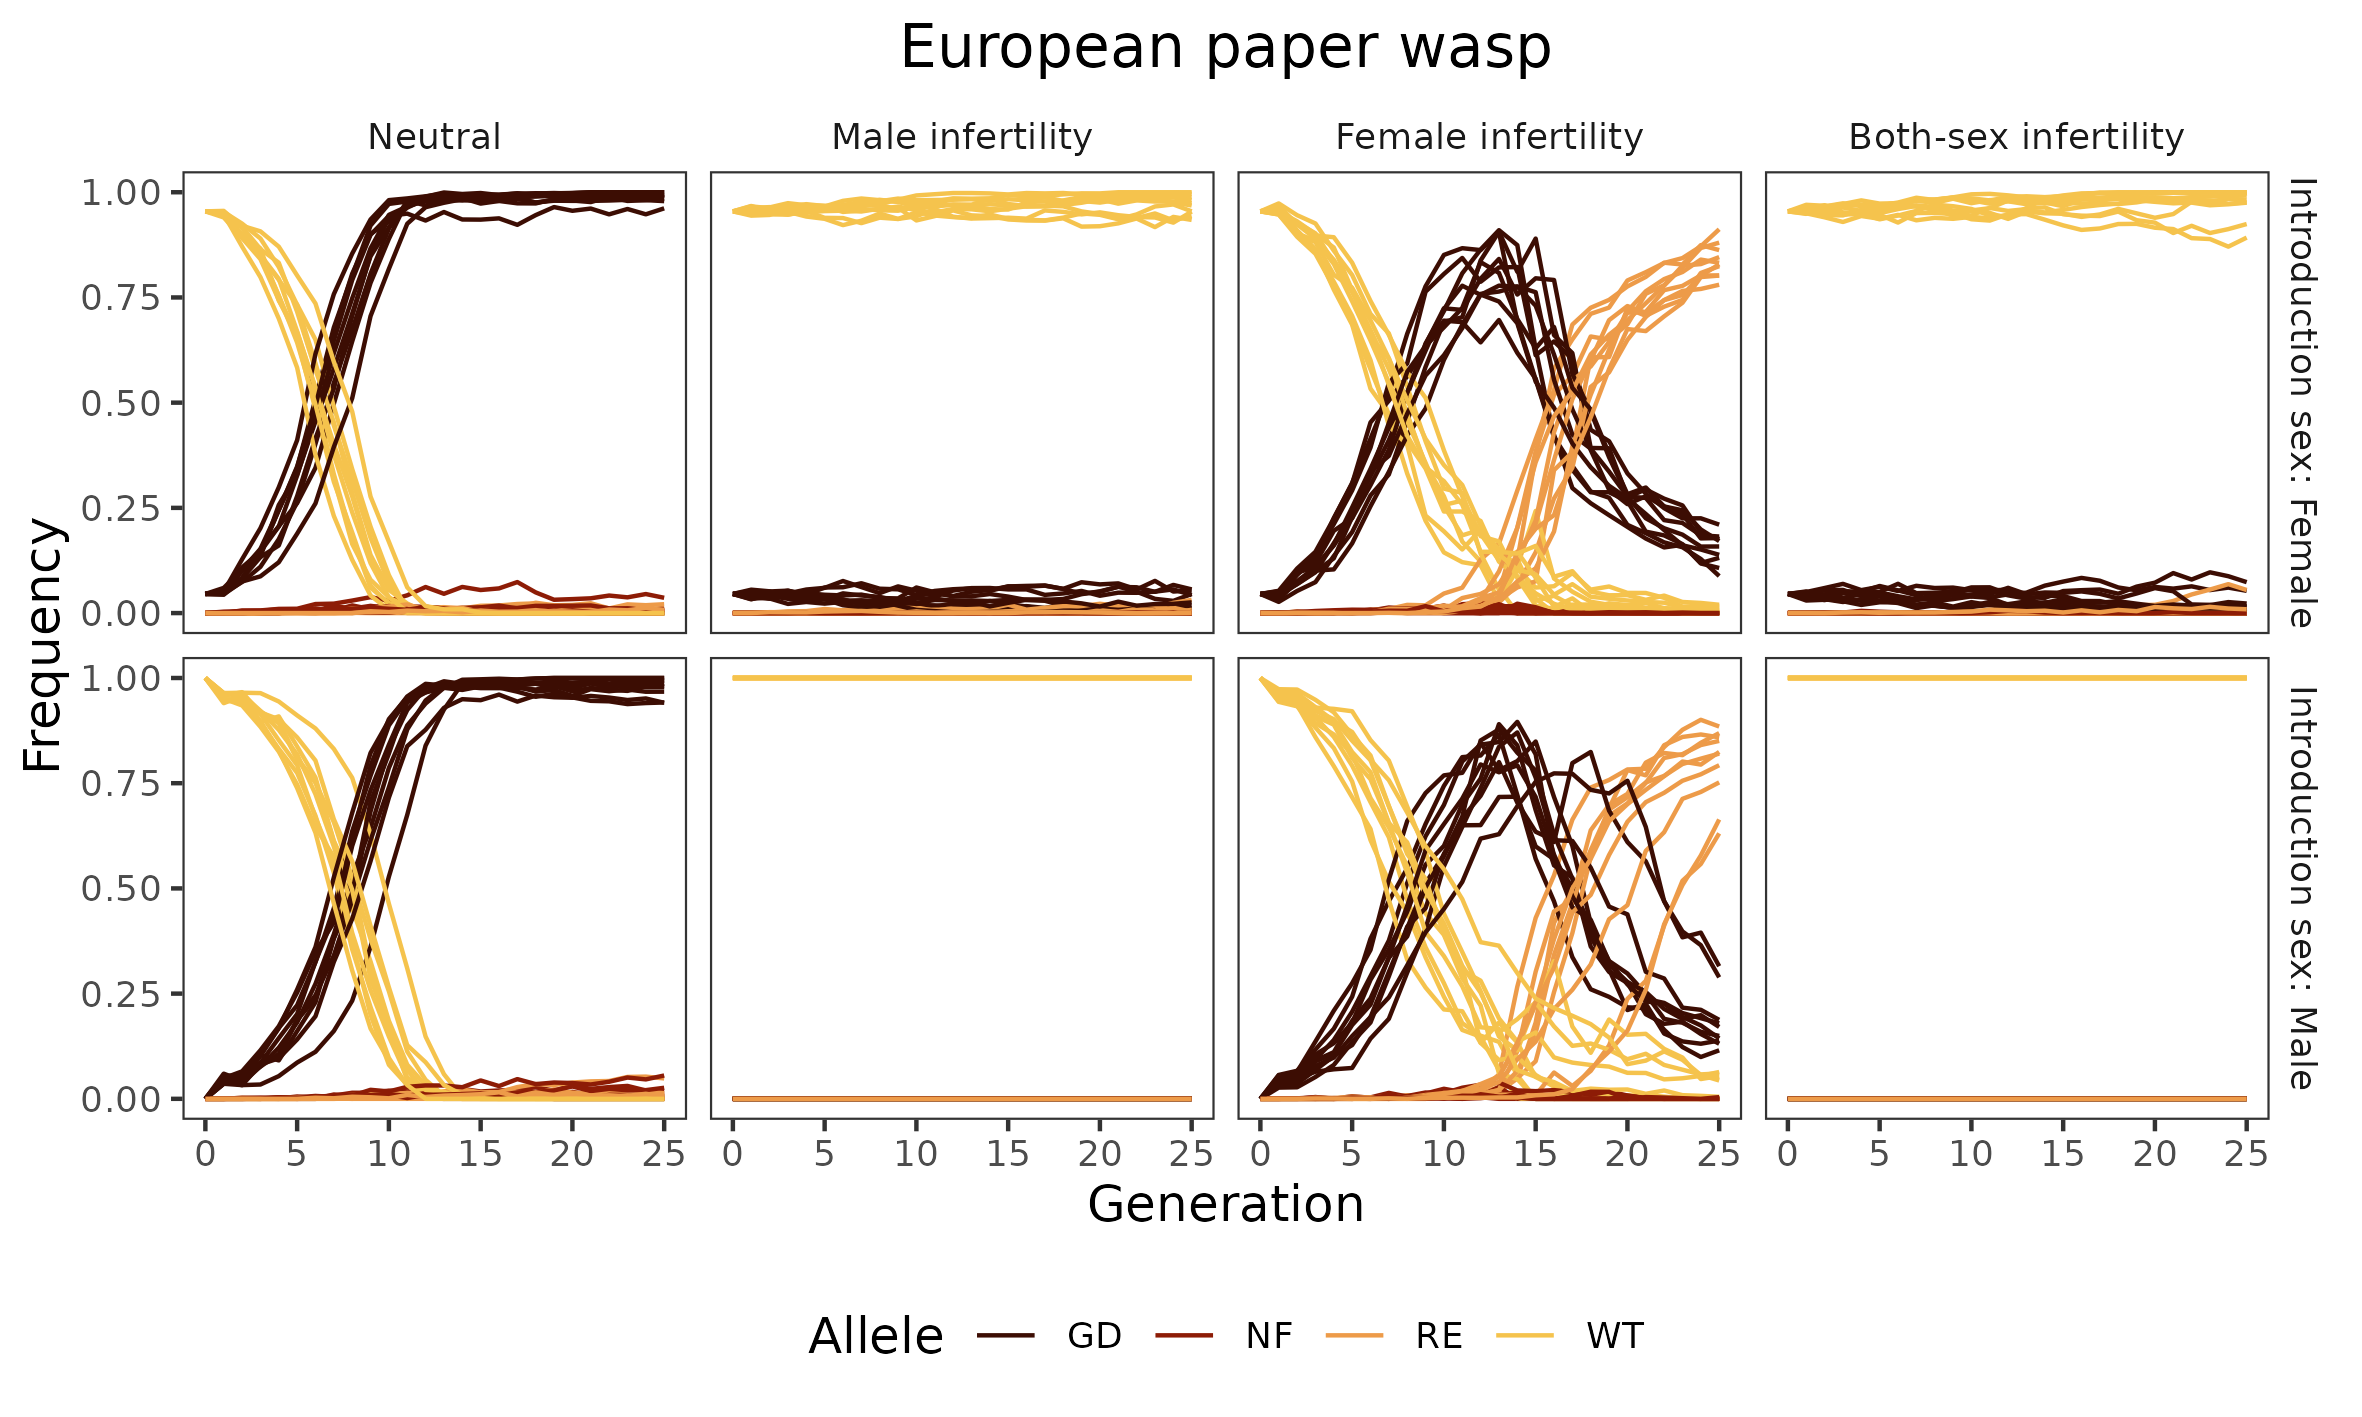 European paper wasp
Neutral
Male infertility
Female infertility
Both-sex infertility
Frequency
1.00
0.75
0.50
0.25
0.00
Introduction sex: Female
1.00
0.75
0.50
0.25
0.00
Introduction sex: Male
0 5 10 15 20 25
0 5 10 15 20 25
0 5 10 15 20 25
0 5 10 15 20 25
Generation
Allele GD NF RE WT